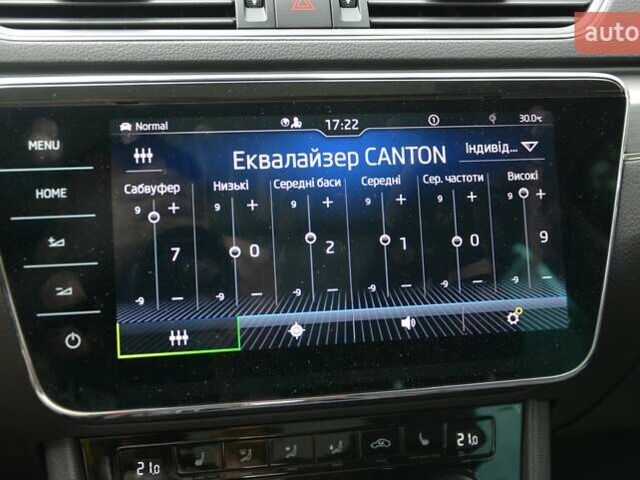 auto
Normal
17:22
1
30.0°C
MENU
HOME
Еквалайзер CANTON
Індивід...
Сабвуфер Низькі Середні баси Середні Сер. частоти Високі
9 + 9 + 9 + 9 + 9 + 9 +
7 0 2 1 0 9
-9 — -9 — -9 — -9 — -9 — -9 —
21.0
21.0